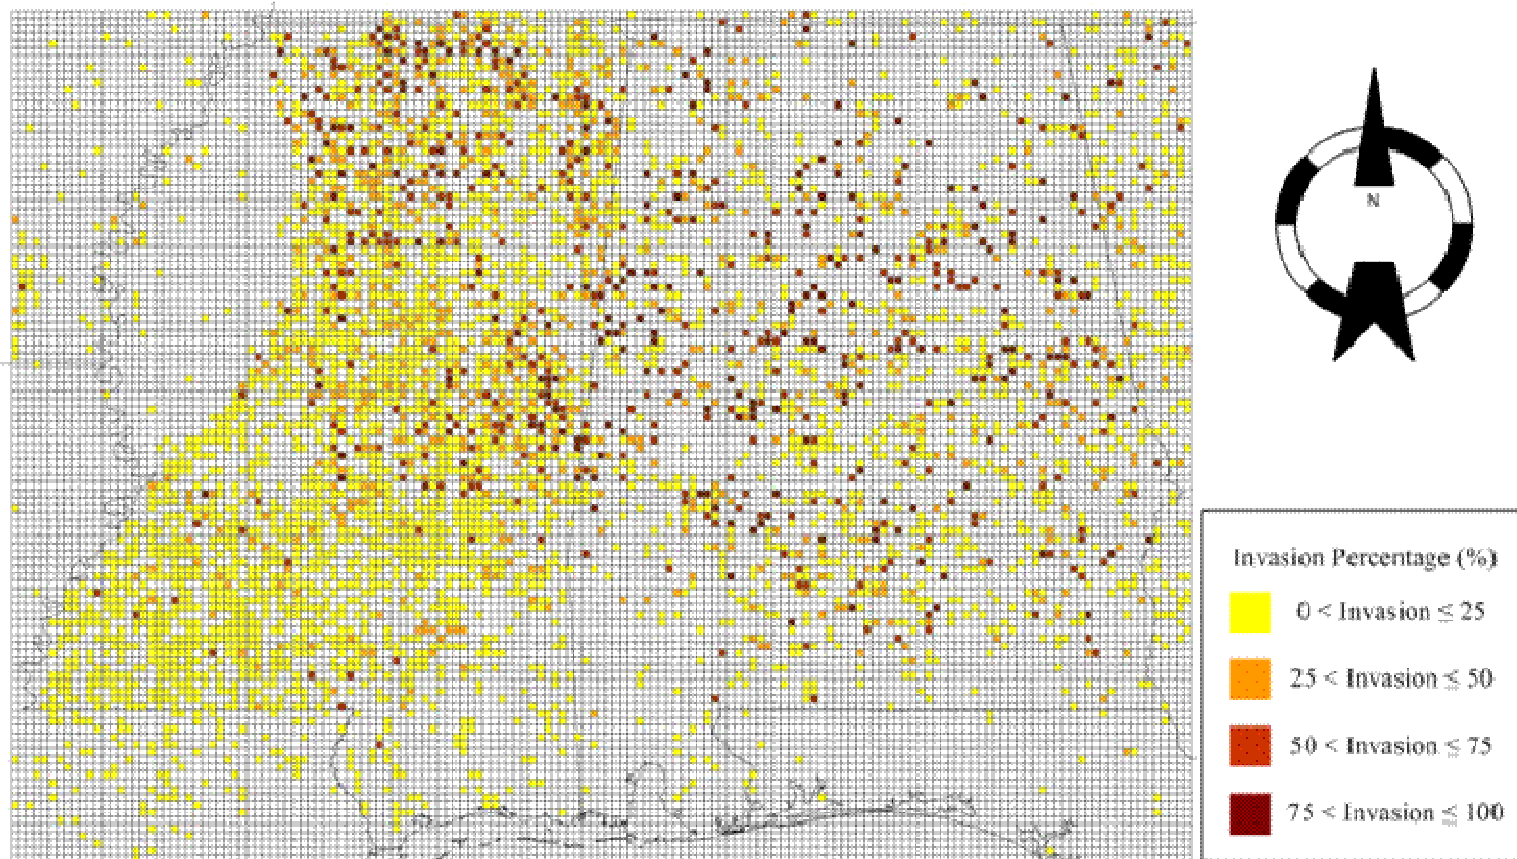 N
Invasion Percentage (%)
0 < Invasion ≤ 25
25 < Invasion ≤ 50
50 < Invasion ≤ 75
75 < Invasion ≤ 100